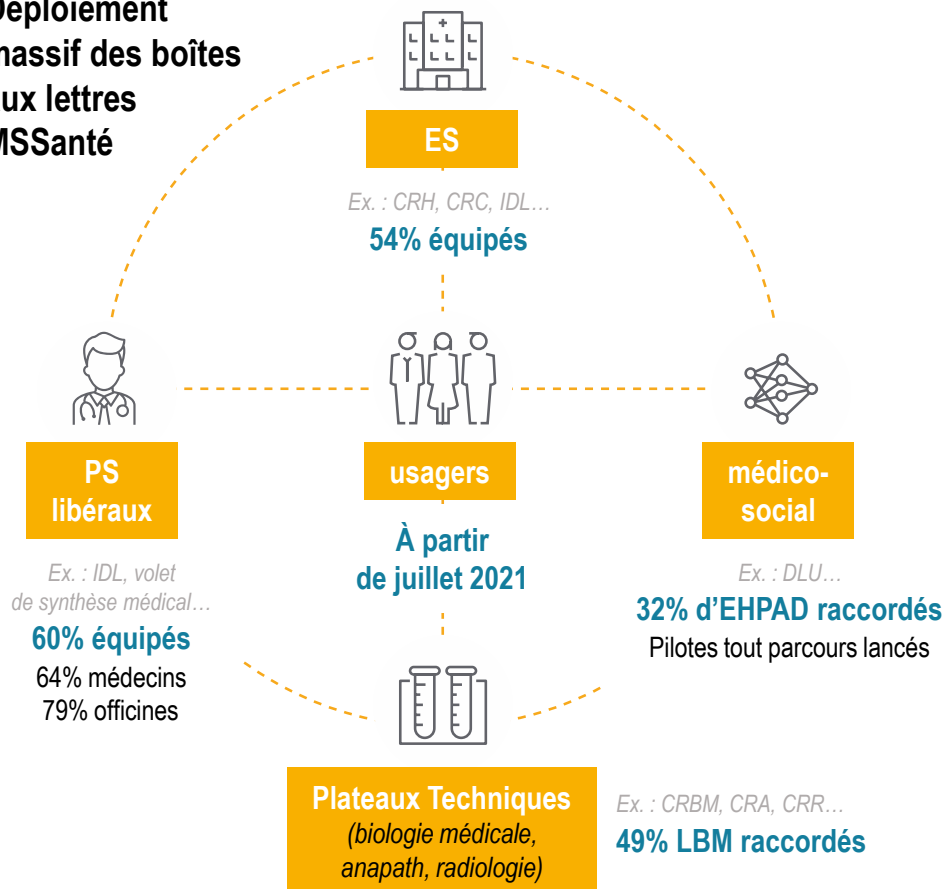 Déploiement
massif des boîtes
aux lettres
MSSanté
ES
Ex. : CRH, CRC, IDL…
54% équipés
PS
libéraux
Ex. : IDL, volet
de synthèse médical…
60% équipés
64% médecins
79% officines
usagers
À partir
de juillet 2021
médico-
social
Ex. : DLU…
32% d’EHPAD raccordés
Pilotes tout parcours lancés
Plateaux Techniques
(biologie médicale,
anapath, radiologie)
Ex. : CRBM, CRA, CRR…
49% LBM raccordés